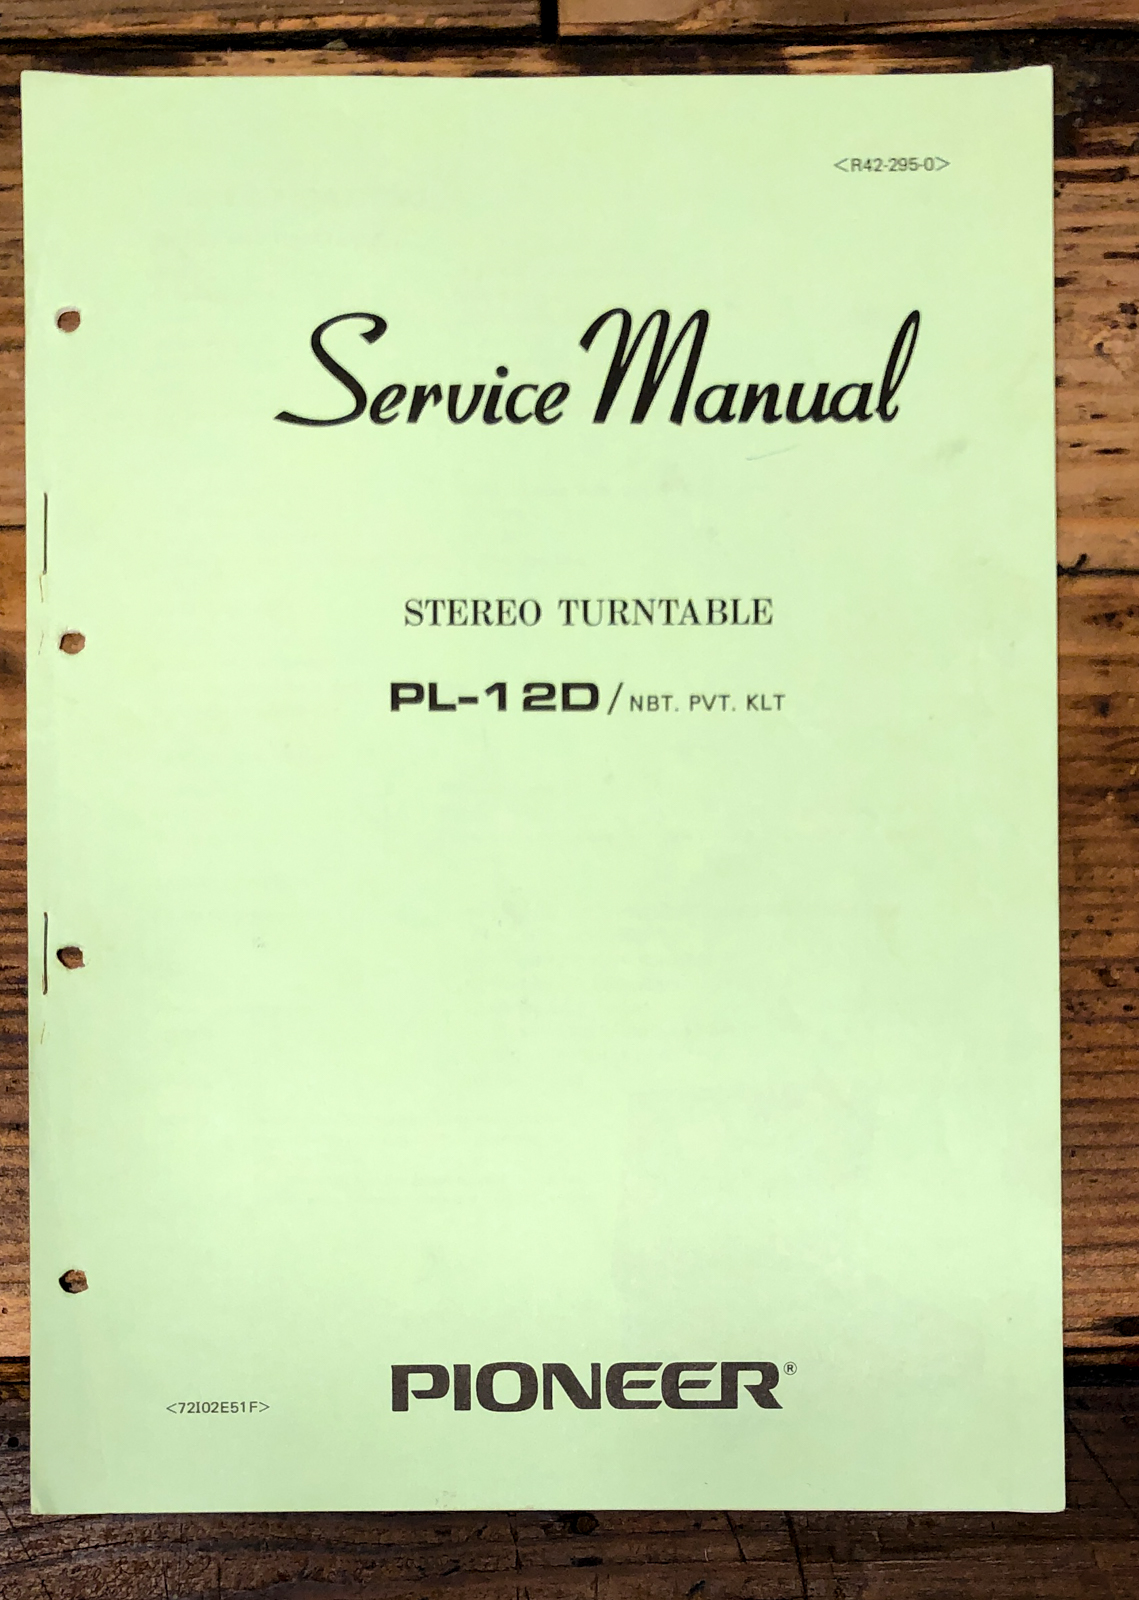 <R42-295-0>
Service Manual
STEREO TURNTABLE
PL-12D / NBT. PVT. KLT
PIONEER®
<72I02E51F>